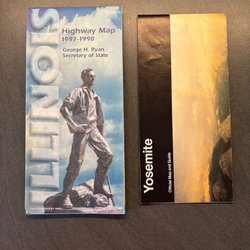 ILLINOIS
Highway Map
1997-1998
George H. Ryan
Secretary of State
Yosemite
Official Map and Guide